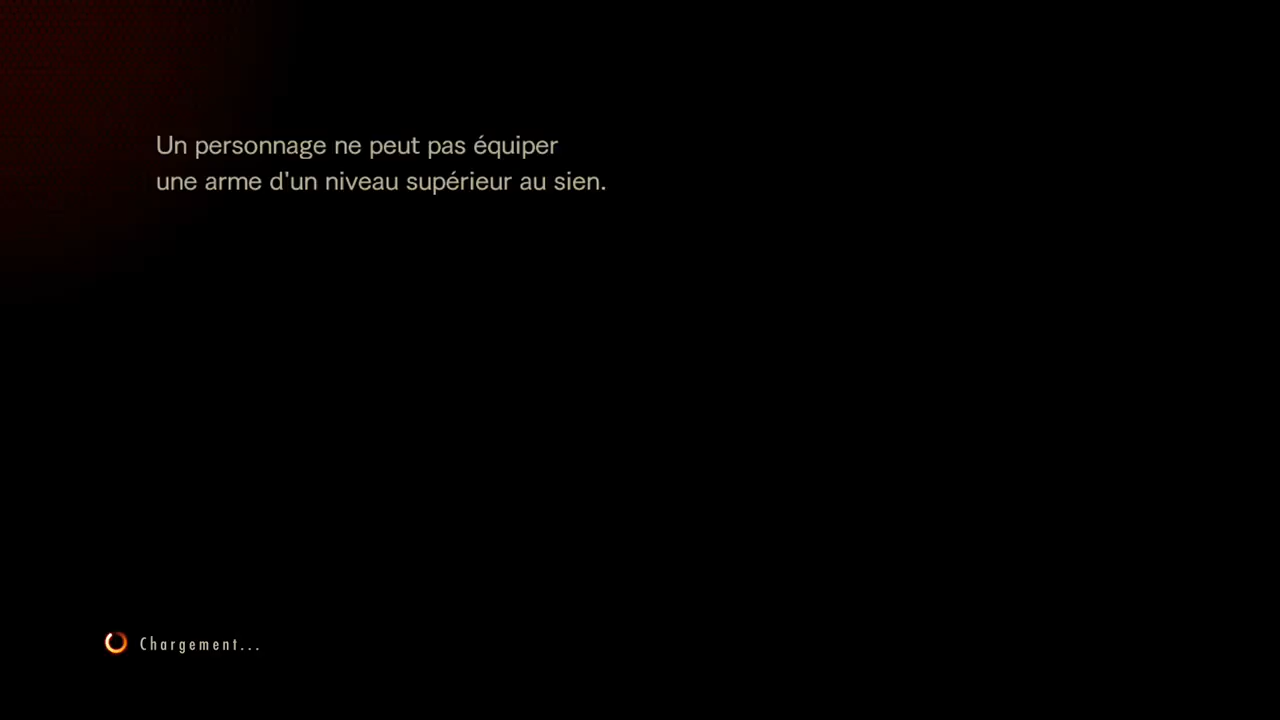 Un personnage ne peut pas équiper
une arme d'un niveau supérieur au sien.
Chargement...